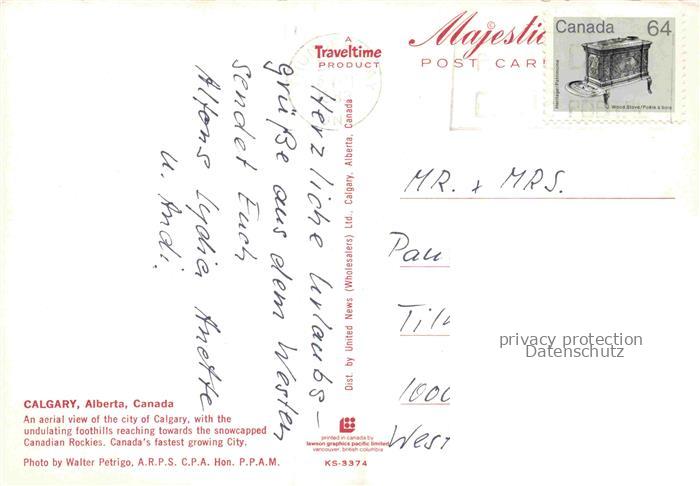 A
Traveltime
PRODUCT
Majestic
POST CAR
Canada 64
Heritage/Patrimoine
Wood Stove/Poêle à bois
Herzliche Urlaubs-
grüße aus dem Westen
sendet Euch
Alfons Lydia Anette
u. Andi.
Dist. by United News (Wholesalers) Ltd., Calgary, Alberta, Canada
MR. + MRS.
Pau
Til
1000
West
privacy protection
Datenschutz
CALGARY, Alberta, Canada
An aerial view of the city of Calgary, with the
undulating foothills reaching towards the snowcapped
Canadian Rockies. Canada's fastest growing City.
Photo by Walter Petrigo, A.R.P.S. C.P.A. Hon. P.P.A.M.
printed in canada by
lawson graphics pacific limited
vancouver, british columbia
KS-3374